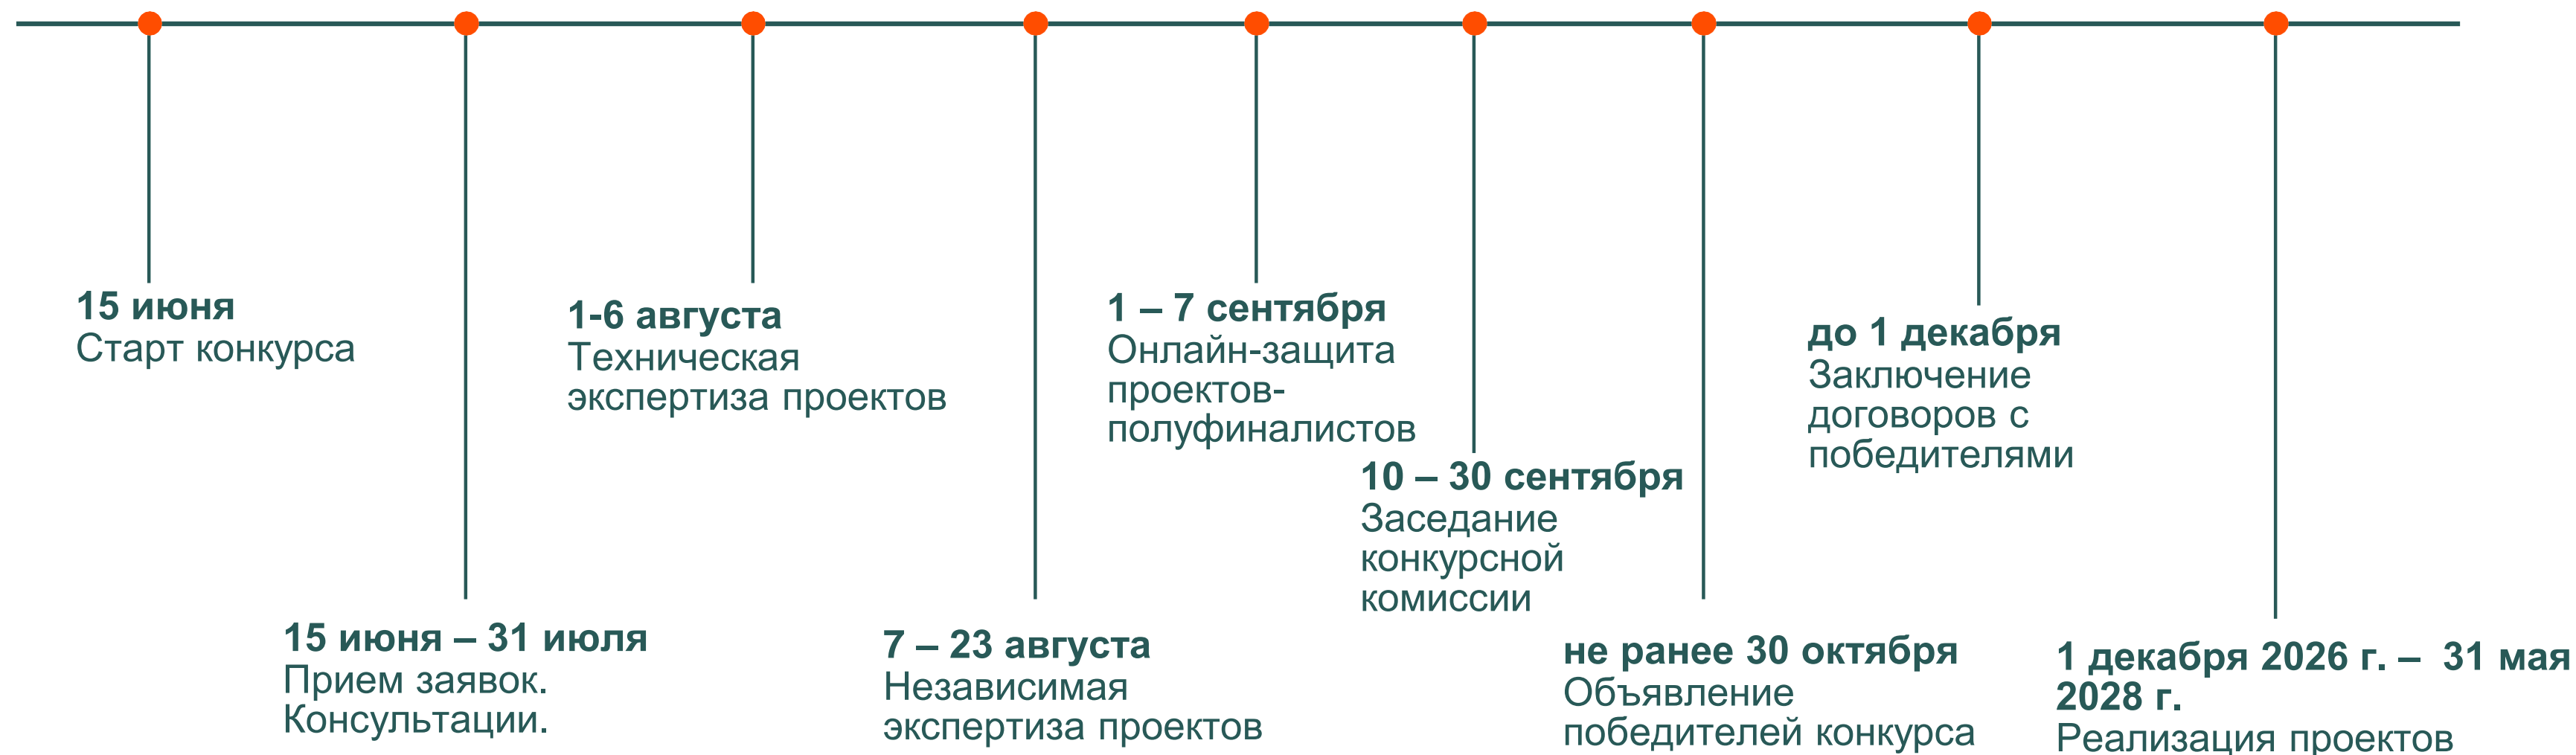 15 июня
Старт конкурса
15 июня – 31 июля
Прием заявок.
Консультации.
1-6 августа
Техническая
экспертиза проектов
7 – 23 августа
Независимая
экспертиза проектов
1 – 7 сентября
Онлайн-защита
проектов-
полуфиналистов
10 – 30 сентября
Заседание
конкурсной
комиссии
не ранее 30 октября
Объявление
победителей конкурса
до 1 декабря
Заключение
договоров с
победителями
1 декабря 2026 г. – 31 мая
2028 г.
Реализация проектов